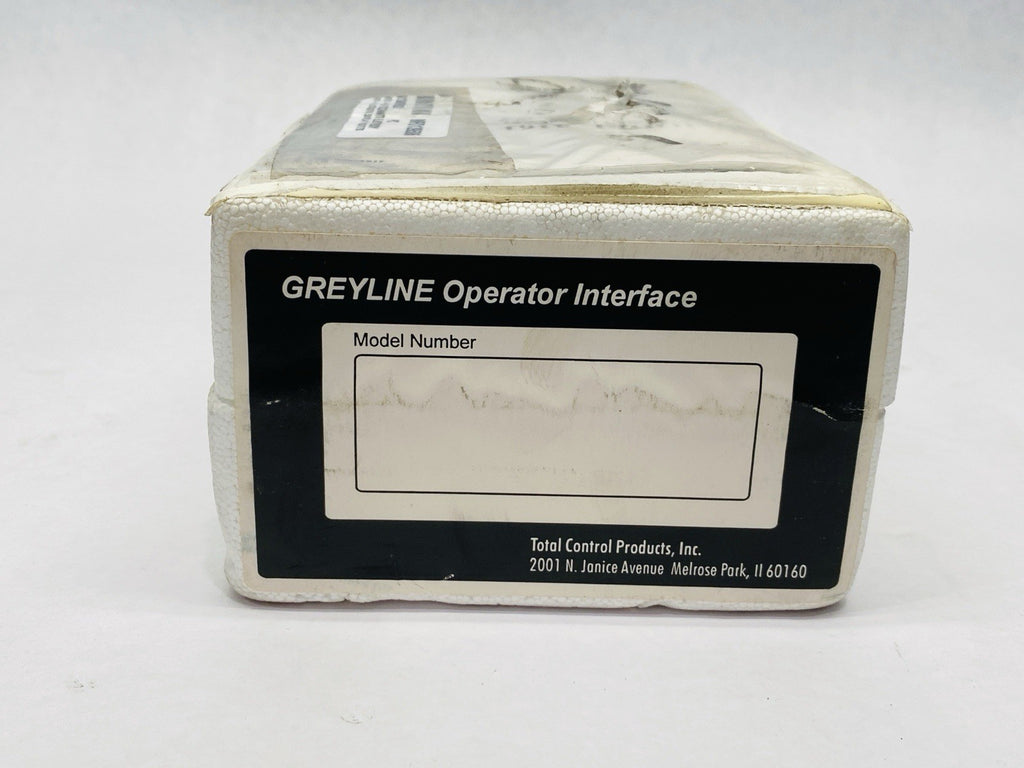 GREYLINE Operator Interface
Model Number
Total Control Products, Inc.
2001 N. Janice Avenue Melrose Park, Il 60160